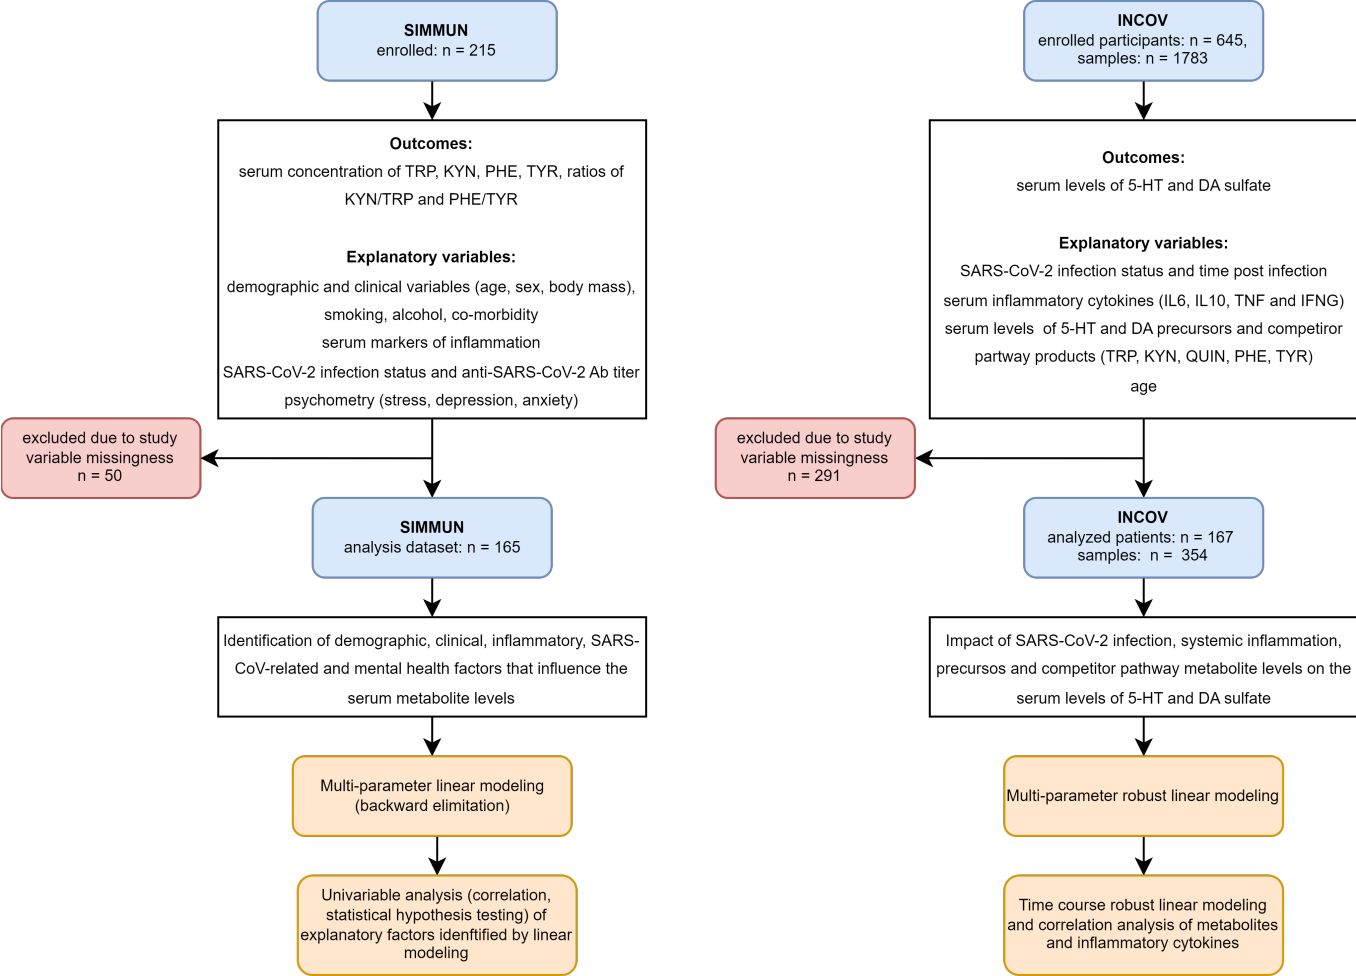 SIMMUN
enrolled: n = 215
Outcomes:
serum concentration of TRP, KYN, PHE, TYR, ratios of
KYN/TRP and PHE/TYR
Explanatory variables:
demographic and clinical variables (age, sex, body mass),
smoking, alcohol, co-morbidity
serum markers of inflammation
SARS-CoV-2 infection status and anti-SARS-CoV-2 Ab titer
psychometry (stress, depression, anxiety)
excluded due to study
variable missingness
n = 50
SIMMUN
analysis dataset: n = 165
Identification of demographic, clinical, inflammatory, SARS-
CoV-related and mental health factors that influence the
serum metabolite levels
Multi-parameter linear modeling
(backward elimitation)
Univariable analysis (correlation,
statistical hypothesis testing) of
explanatory factors idenftified by linear
modeling
INCOV
enrolled participants: n = 645,
samples: n = 1783
Outcomes:
serum levels of 5-HT and DA sulfate
Explanatory variables:
SARS-CoV-2 infection status and time post infection
serum inflammatory cytokines (IL6, IL10, TNF and IFNG)
serum levels of 5-HT and DA precursors and competiror
partway products (TRP, KYN, QUIN, PHE, TYR)
age
excluded due to study
variable missingness
n = 291
INCOV
analyzed patients: n = 167
samples: n = 354
Impact of SARS-CoV-2 infection, systemic inflammation,
precursos and competitor pathway metabolite levels on the
serum levels of 5-HT and DA sulfate
Multi-parameter robust linear modeling
Time course robust linear modeling
and correlation analysis of metabolites
and inflammatory cytokines